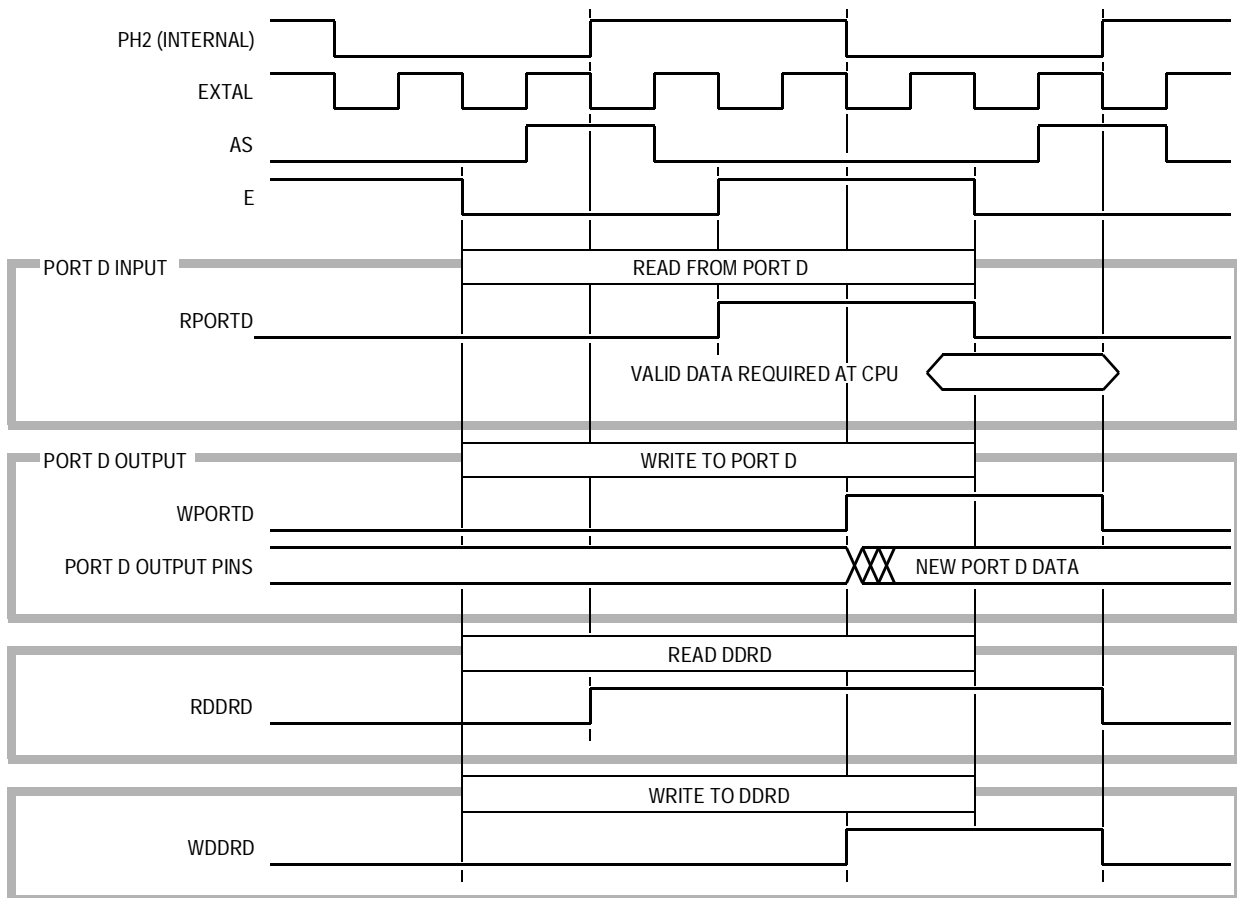 PH2 (INTERNAL)
EXTAL
AS
E
PORT D INPUT
READ FROM PORT D
RPORTD
VALID DATA REQUIRED AT CPU
PORT D OUTPUT
WRITE TO PORT D
WPORTD
PORT D OUTPUT PINS
NEW PORT D DATA
READ DDRD
RDDRD
WRITE TO DDRD
WDDRD